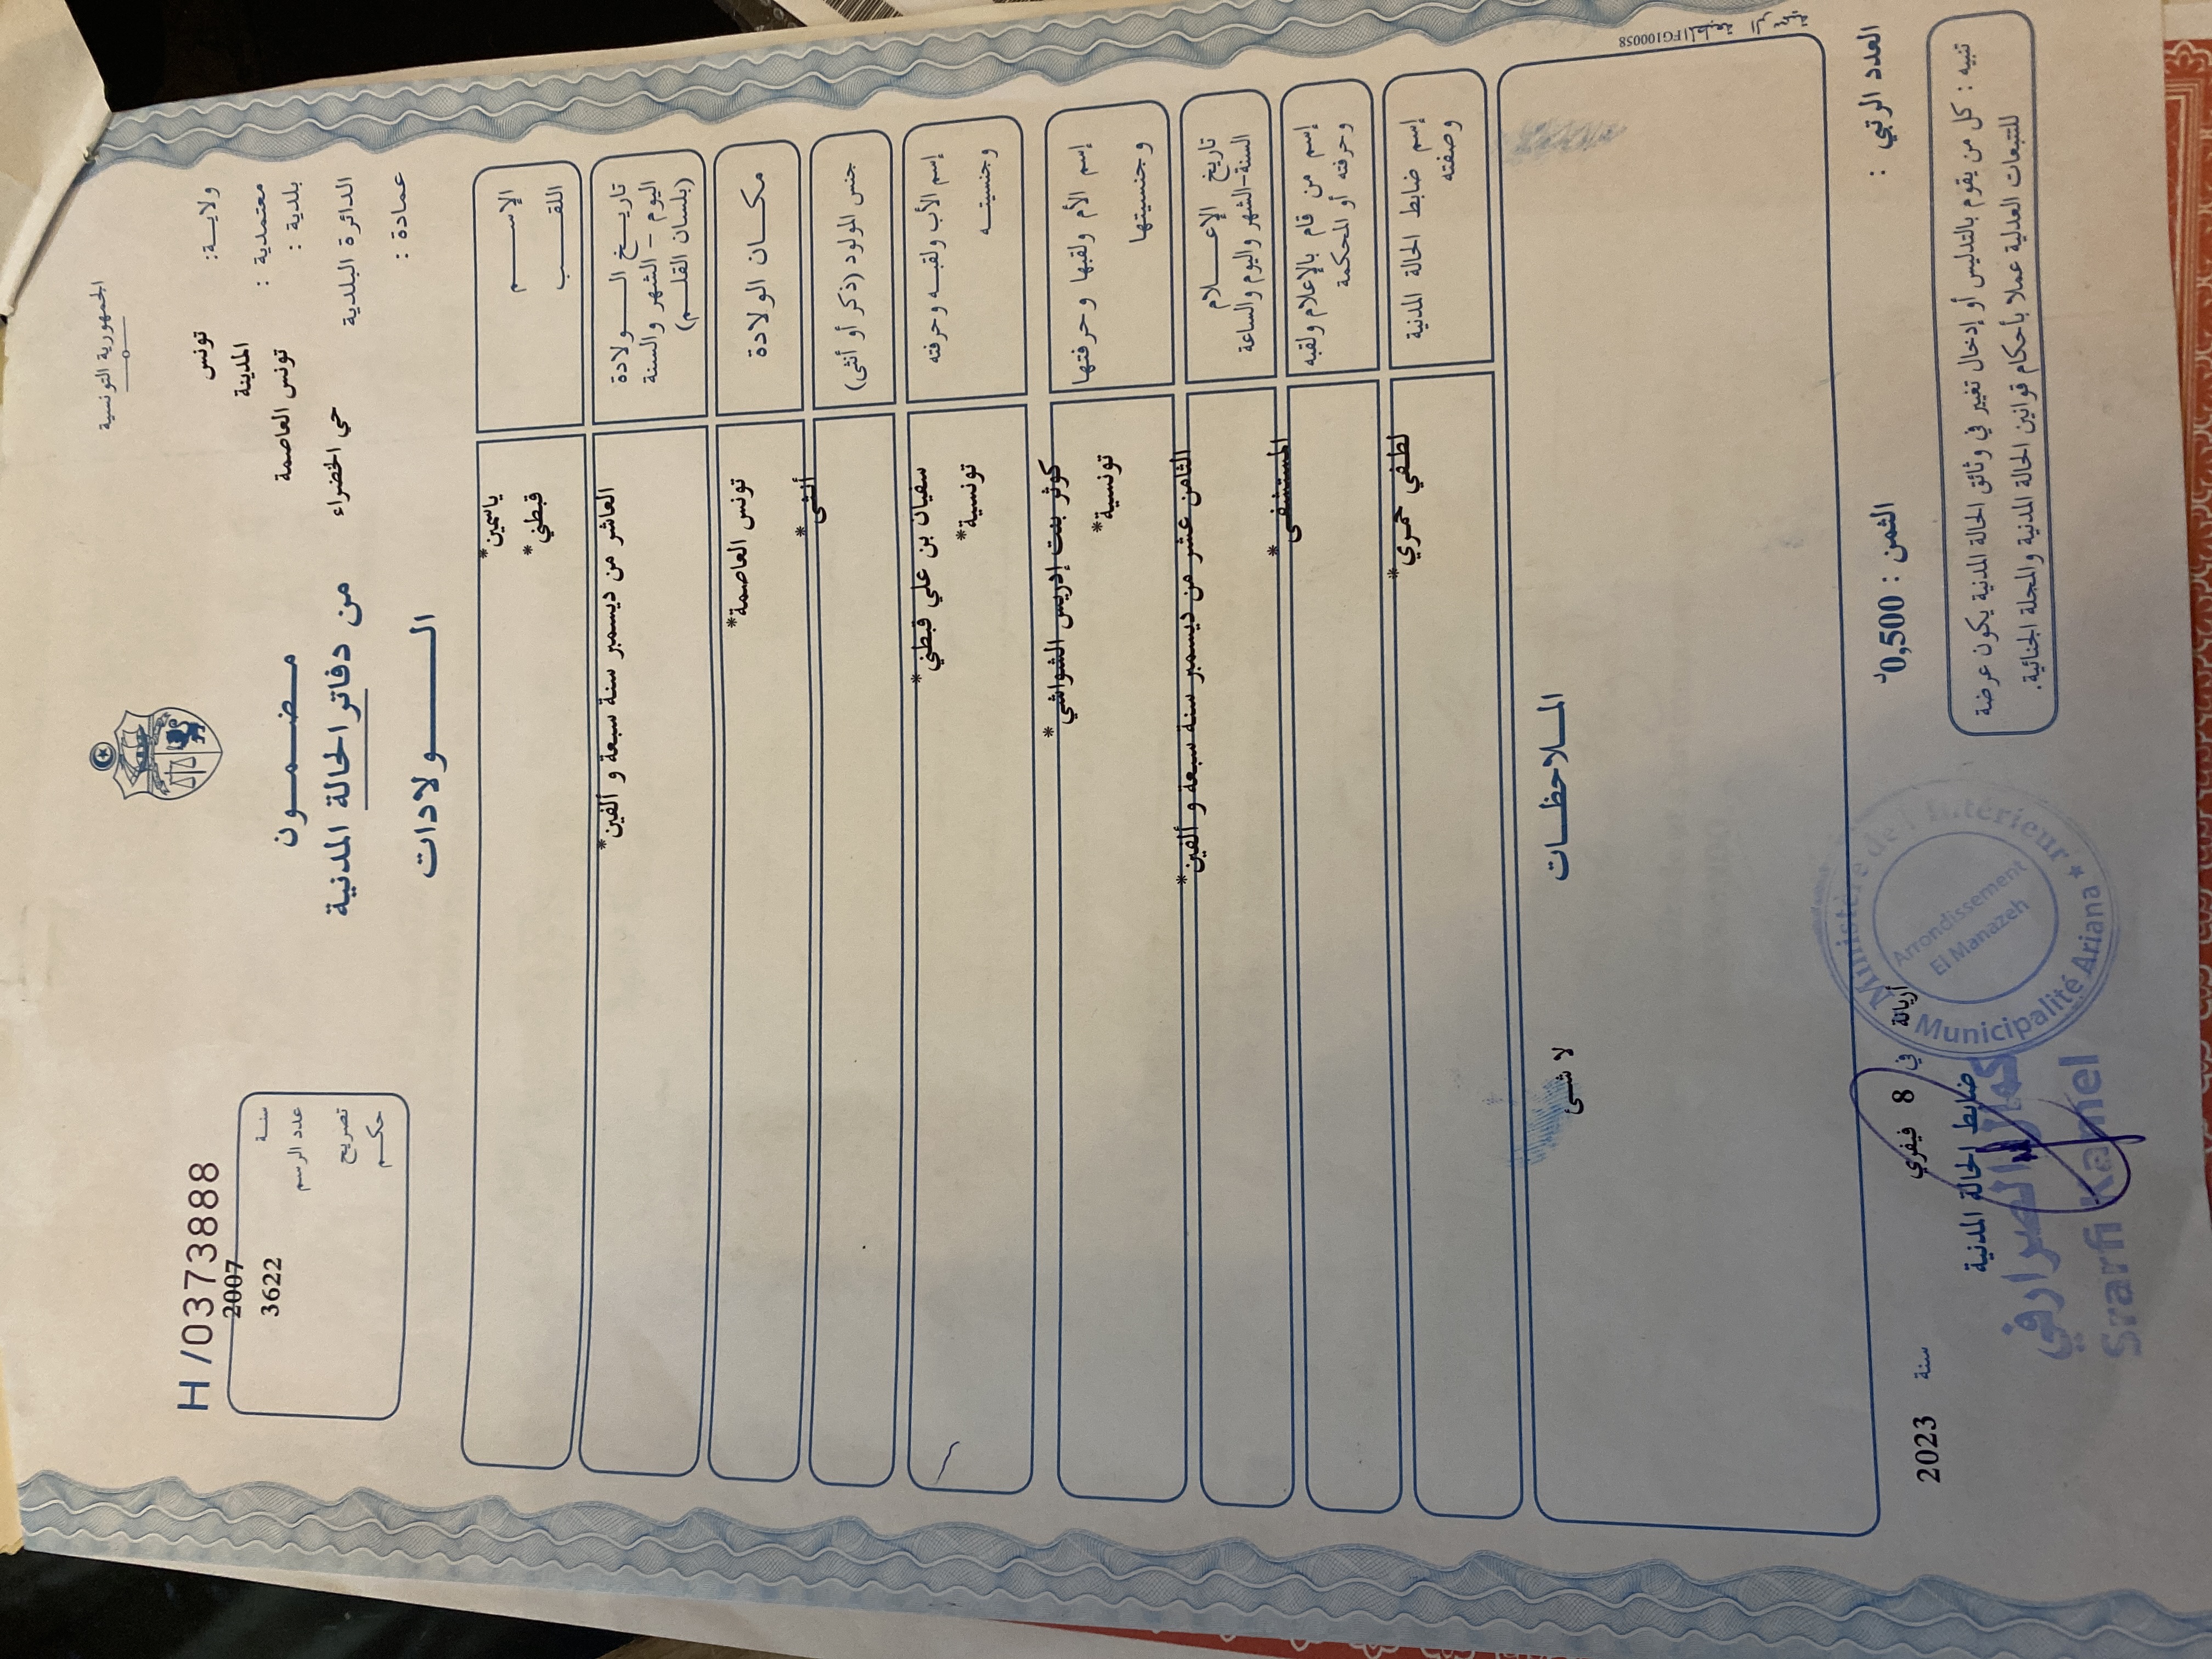 الجمهورية التونسية
ولاية: تونس
معتمدية : المدينة
بلدية : تونس العاصمة
الدائرة البلدية حي الخضراء
عمادة :
مضمون
من دفاتر الحالة المدنية
الولادات
H /0373888
سنة 2007
عدد الرسم 3622
تصريح
حكم
الإسم ياسمين*
اللقب قبطني*
تاريخ الولادة
اليوم - الشهر والسنة
(بلسان القلم)
العاشر من ديسمبر سنة سبعة و ألفين*
مكان الولادة تونس العاصمة*
جنس المولود (ذكر أو أنثى) أنثى*
إسم الأب ولقبه وحرفته سفيان بن علي قبطني*
وجنسيته تونسية*
إسم الأم ولقبها وحرفتها كوثر بنت إدريس الشواشي*
وجنسيتها تونسية*
تاريخ الإعلام
السنة-الشهر واليوم والساعة
الثامن عشر من ديسمبر سنة سبعة و ألفين*
إسم من قام بالإعلام ولقبه
وحرفته أو المحكمة
المستشفى*
إسم ضابط الحالة المدنية
وصفته
لطفي حمري*
الملاحظات
لا شئ
FG100058
العدد الرتبي :
الثمن : 0,500د
أريانة في 8 فيفري سنة 2023
ضابط الحالة المدنية
تنبيه : كل من يقوم بالتدليس أو إدخال تغيير في وثائق الحالة المدنية يكون عرضة
للتتبعات العدلية عملا بأحكام قوانين الحالة المدنية والمجلة الجنائية.
Ministère de l'Intérieur
Arrondissement
El Manazeh
Municipalité Ariana
كمال الصرارفي
Srarfi Kamel